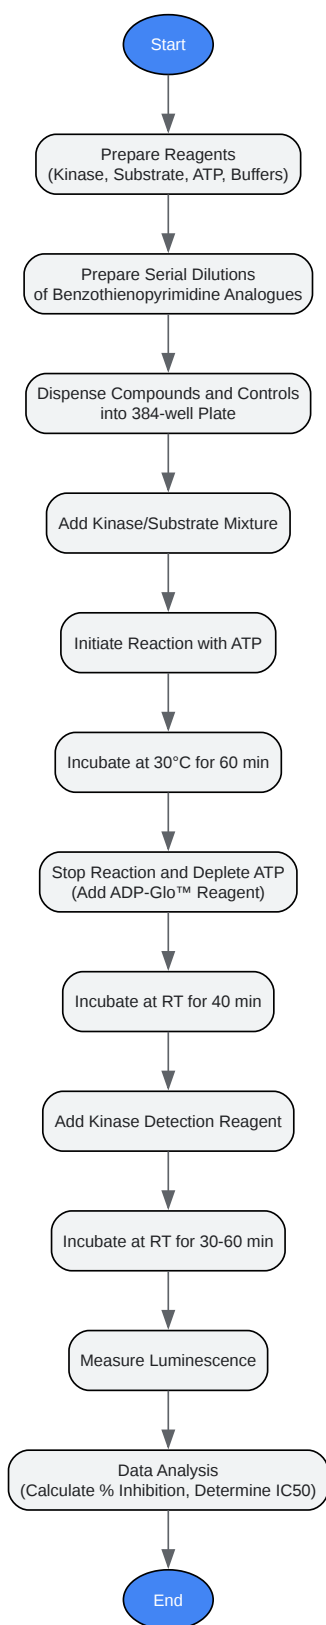 Start
Prepare Reagents
(Kinase, Substrate, ATP, Buffers)
Prepare Serial Dilutions
of Benzothienopyrimidine Analogues
Dispense Compounds and Controls
into 384-well Plate
Add Kinase/Substrate Mixture
Initiate Reaction with ATP
Incubate at 30°C for 60 min
Stop Reaction and Deplete ATP
(Add ADP-Glo™ Reagent)
Incubate at RT for 40 min
Add Kinase Detection Reagent
Incubate at RT for 30-60 min
Measure Luminescence
Data Analysis
(Calculate % Inhibition, Determine IC50)
End